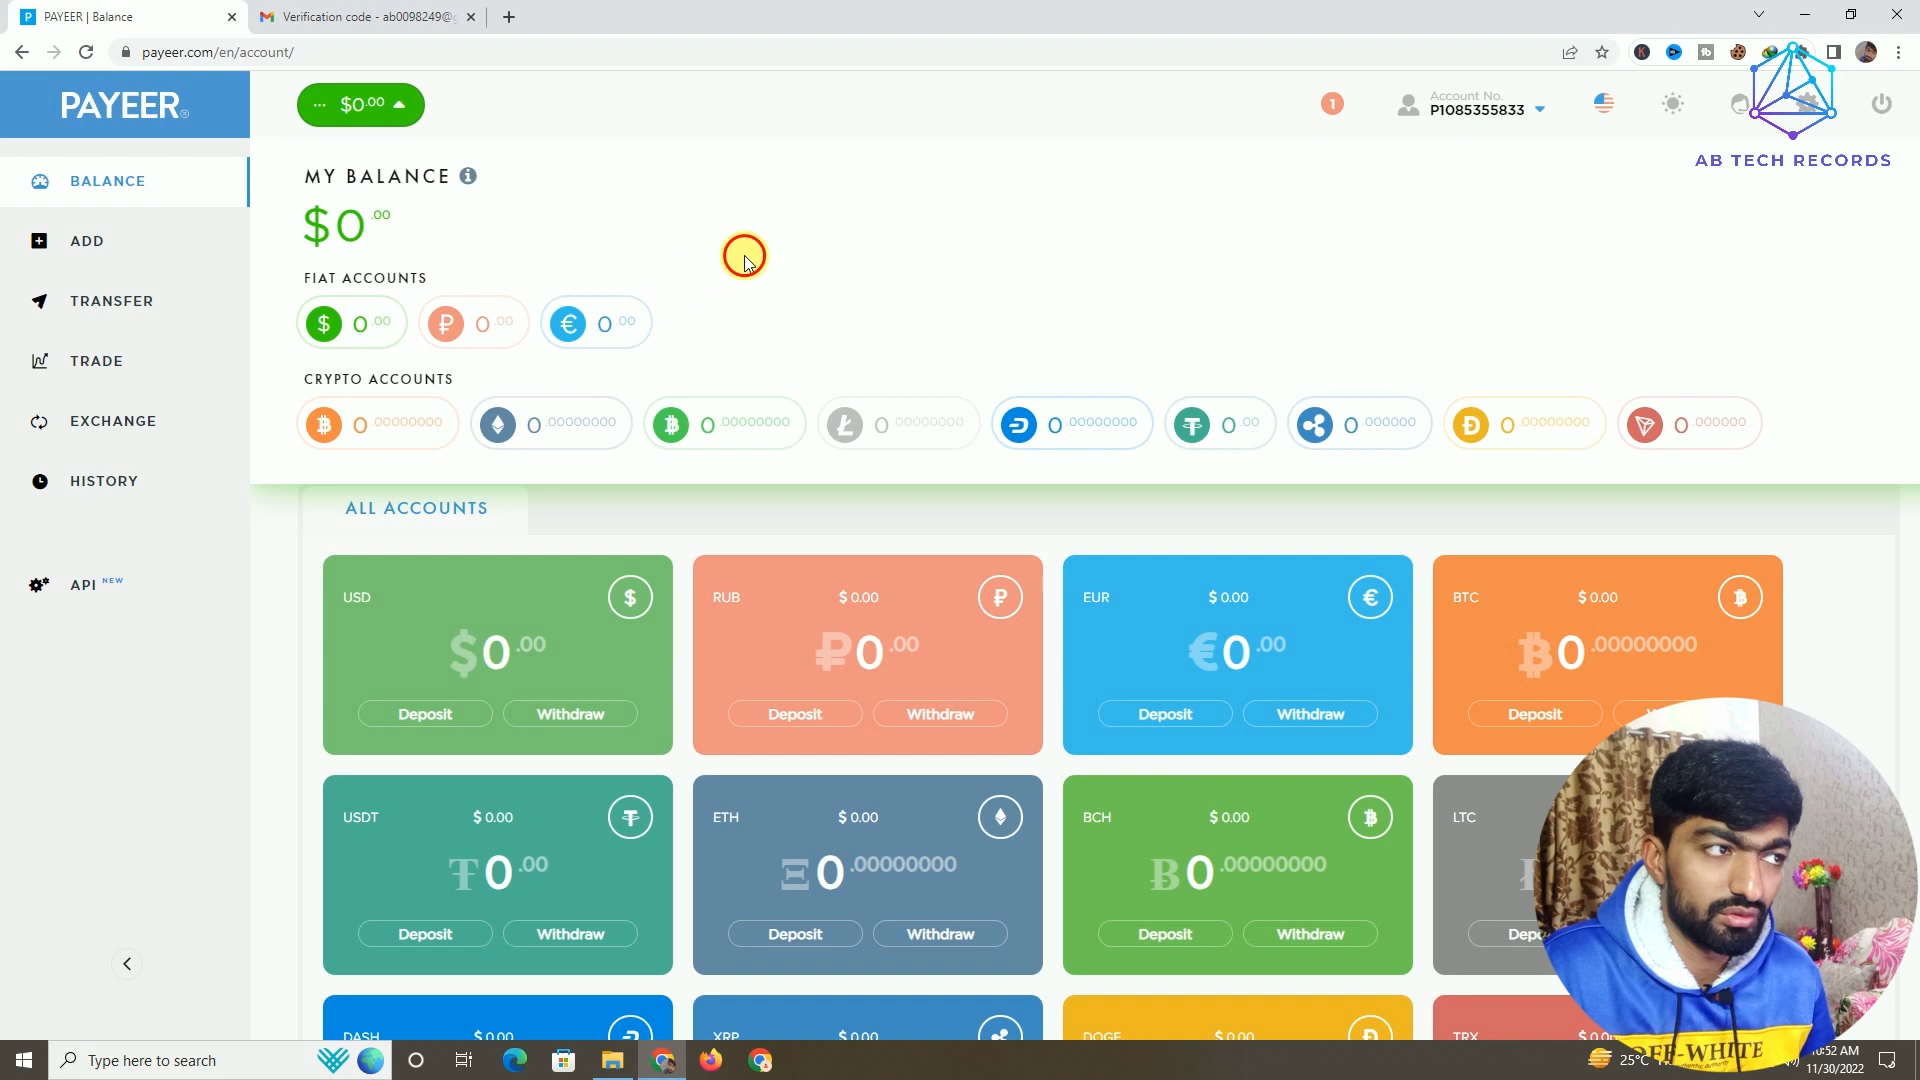 PAYEER | Balance
Verification code - ab0098249@g
payeer.com/en/account/
PAYEER®
... $0.00
1
Account No.
P1085355833
AB TECH RECORDS
BALANCE
ADD
TRANSFER
TRADE
EXCHANGE
HISTORY
API NEW
MY BALANCE
$0.00
FIAT ACCOUNTS
$ 0.00
₽ 0.00
€ 0.00
CRYPTO ACCOUNTS
0.00000000
0.00000000
0.00000000
0.00000000
0.00000000
0.00
0.000000
0.00000000
0.000000
ALL ACCOUNTS
USD
$0.00
Deposit Withdraw
RUB $ 0.00
₽0.00
Deposit Withdraw
EUR $ 0.00
€0.00
Deposit Withdraw
BTC $ 0.00
₿0.00000000
Deposit
USDT $ 0.00
₮0.00
Deposit Withdraw
ETH $ 0.00
Ξ0.00000000
Deposit Withdraw
BCH $ 0.00
0.00000000
Deposit Withdraw
LTC
DASH $ 0.00
XRP $ 0.00
DOGE $ 0.00
TRX
OFF-WHITE
Type here to search
25°C
10:52 AM
11/30/2022